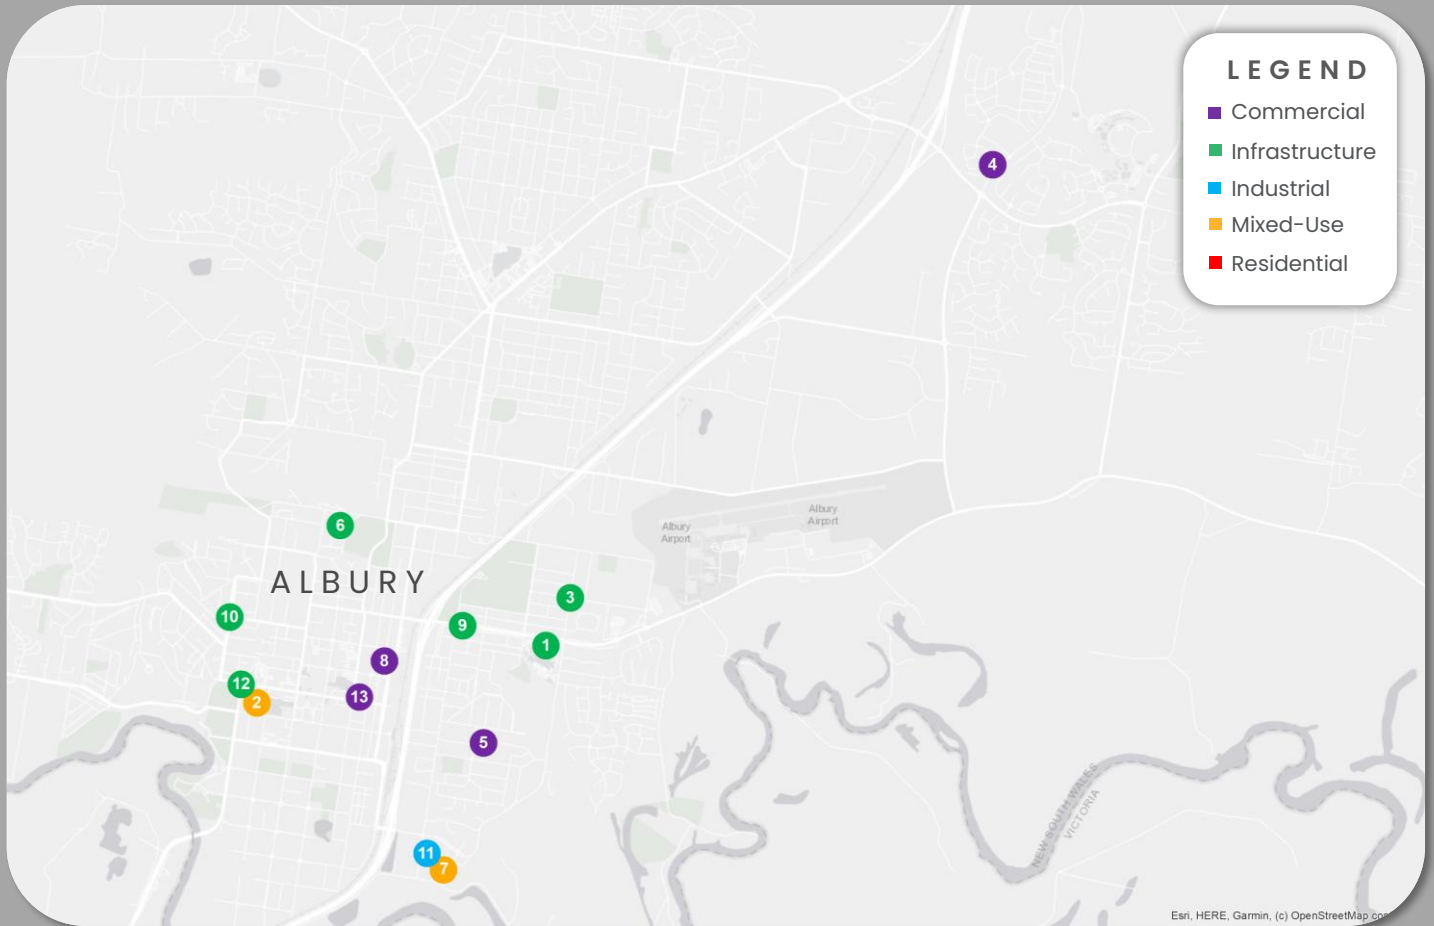 LEGEND
Commercial
Infrastructure
Industrial
Mixed-Use
Residential
4
Albury
Airport
Albury
Airport
6
ALBURY
3
10
9
1
8
12
13
2
5
NEW SOUTH WALES
VICTORIA
11
7
Esri, HERE, Garmin, (c) OpenStreetMap con